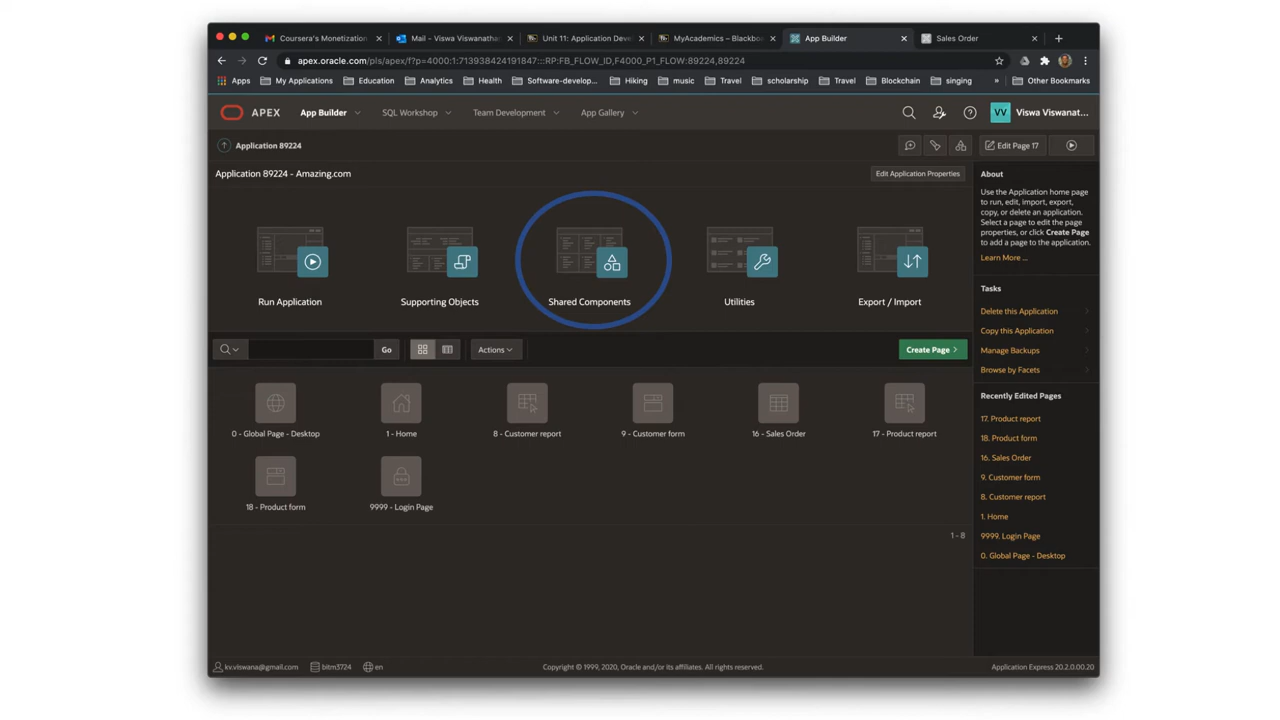 Coursera's Monetization
Mail – Viswa Viswanathan
Unit 11: Application Deve
MyAcademics – Blackboa
App Builder
Sales Order
apex.oracle.com/pls/apex/f?p=4000:1:713938424191847:::RP:FB_FLOW_ID,F4000_P1_FLOW:89224,89224
Apps
My Applications
Education
Analytics
Health
Software-develop...
Hiking
music
Travel
scholarship
Travel
Blockchain
singing
»
Other Bookmarks
APEX
App Builder
SQL Workshop
Team Development
App Gallery
VV
Viswa Viswanat...
Application 89224
Edit Page 17
Application 89224 - Amazing.com
Edit Application Properties
Run Application
Supporting Objects
Shared Components
Utilities
Export / Import
Go
Actions
Create Page
0 - Global Page - Desktop
1 - Home
8 - Customer report
9 - Customer form
16 - Sales Order
17 - Product report
18 - Product form
9999 - Login Page
1 - 8
About
Use the Application home page
to run, edit, import, export,
copy, or delete an application.
Select a page to edit the page
properties, or click Create Page
to add a page to the application.
Learn More ...
Tasks
Delete this Application
Copy this Application
Manage Backups
Browse by Facets
Recently Edited Pages
17. Product report
18. Product form
16. Sales Order
9. Customer form
8. Customer report
1. Home
9999. Login Page
0. Global Page - Desktop
kv.viswana@gmail.com
bitm3724
en
Copyright © 1999, 2020, Oracle and/or its affiliates. All rights reserved.
Application Express 20.2.0.00.20